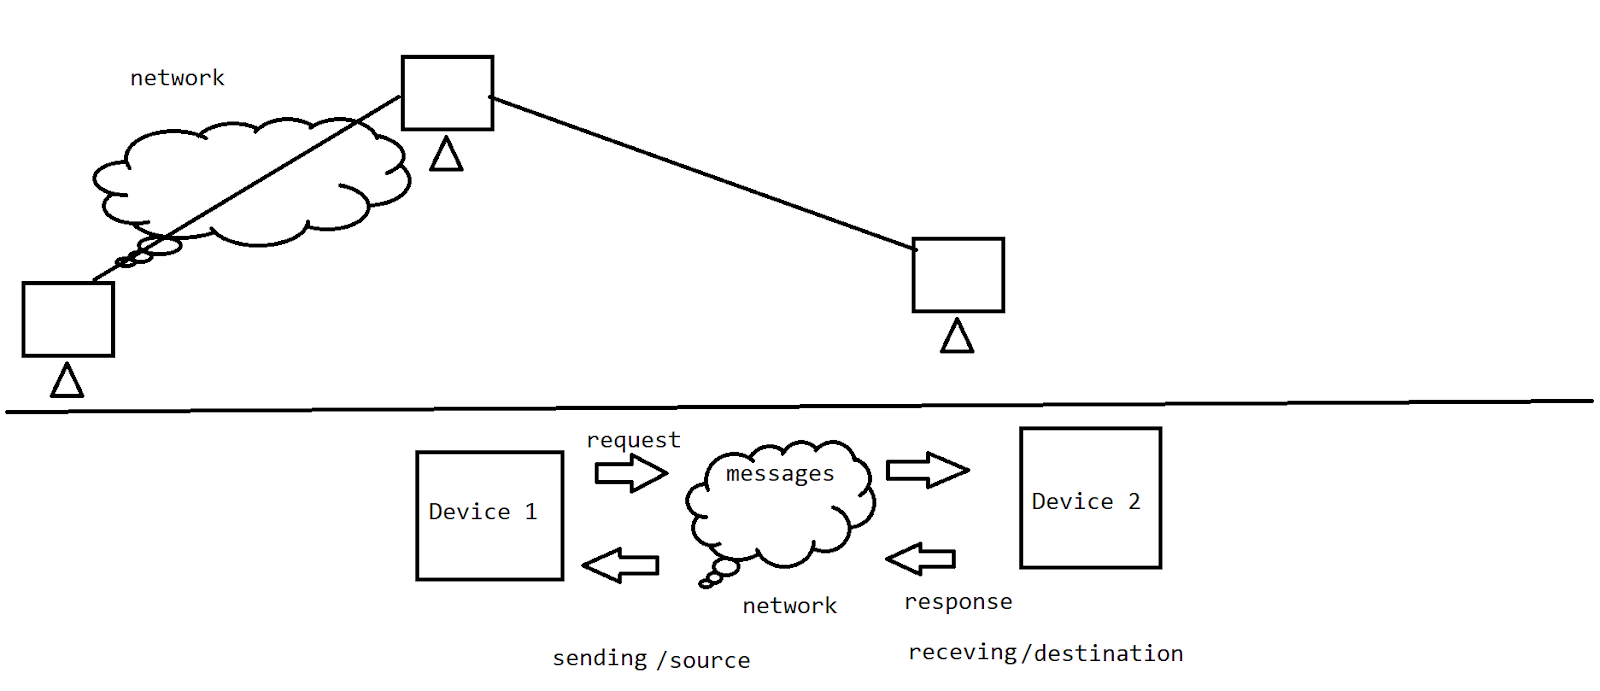 network
request
messages
Device 1
Device 2
network
response
sending /source
receving/destination